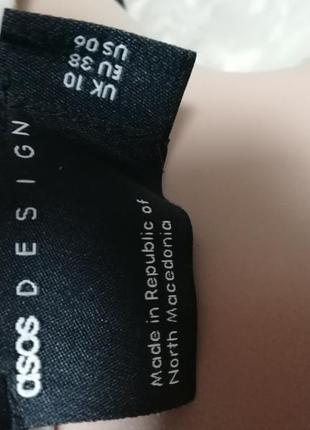 asos DESIGN
UK 10
EU 38
US 06
Made in Republic of
North Macedonia